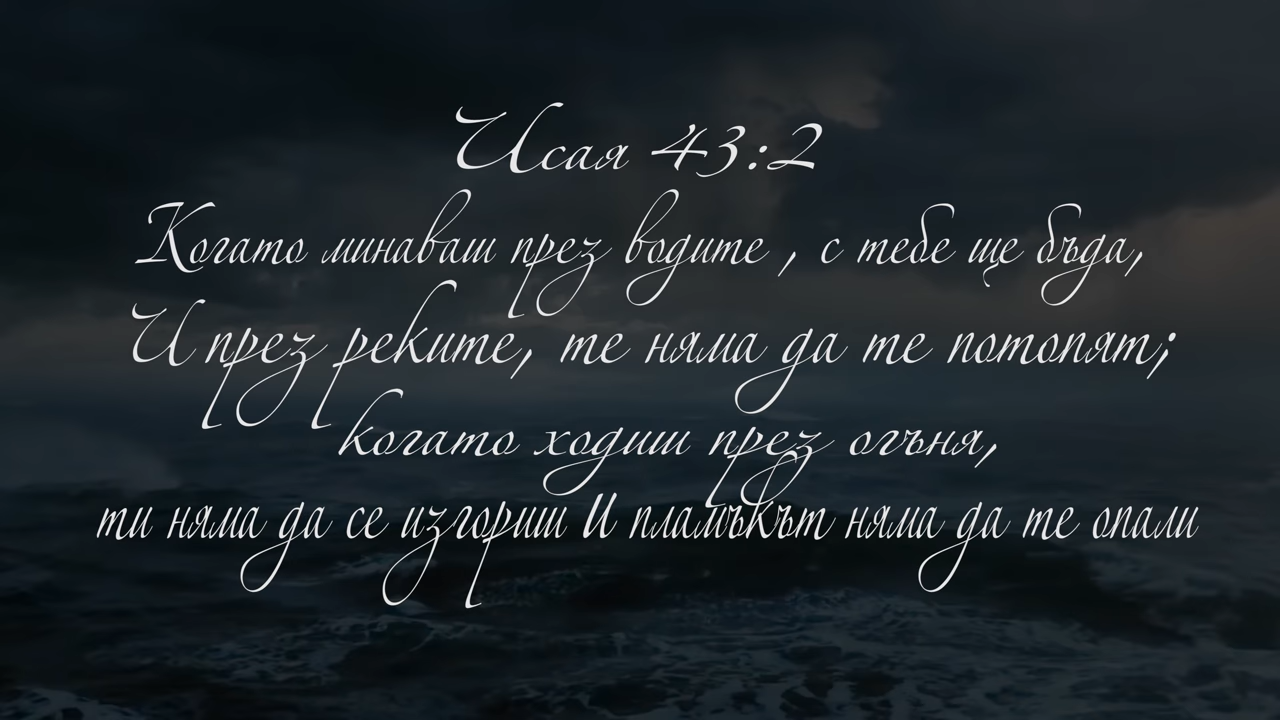 Исая 43:2
Когато минаваш през водите , с тебе ще бъда,
И през реките, те няма да те потопят;
когато ходиш през огъня,
ти няма да се изгориш И пламъкът няма да те опали